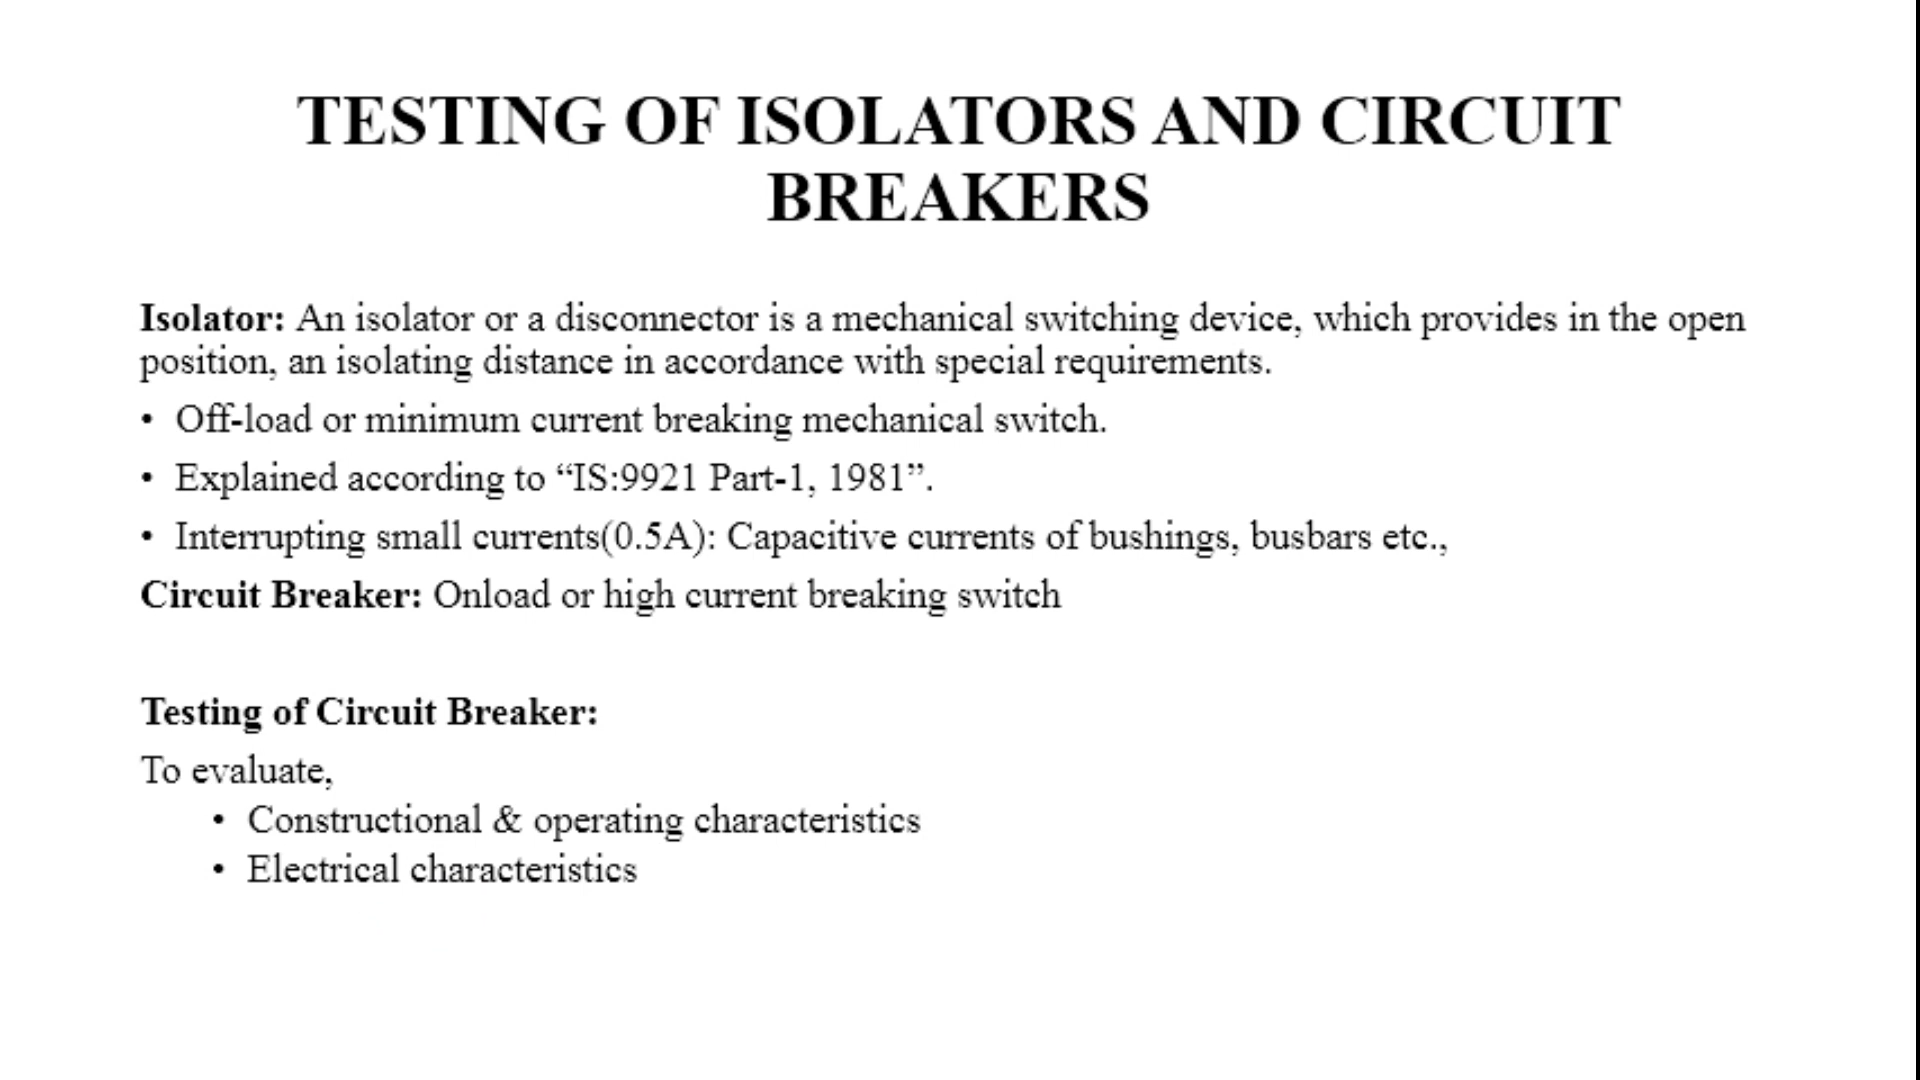 TESTING OF ISOLATORS AND CIRCUIT
BREAKERS
Isolator: An isolator or a disconnector is a mechanical switching device, which provides in the open
position, an isolating distance in accordance with special requirements.
• Off-load or minimum current breaking mechanical switch.
• Explained according to “IS:9921 Part-1, 1981”.
• Interrupting small currents(0.5A): Capacitive currents of bushings, busbars etc.,
Circuit Breaker: Onload or high current breaking switch
Testing of Circuit Breaker:
To evaluate,
• Constructional & operating characteristics
• Electrical characteristics